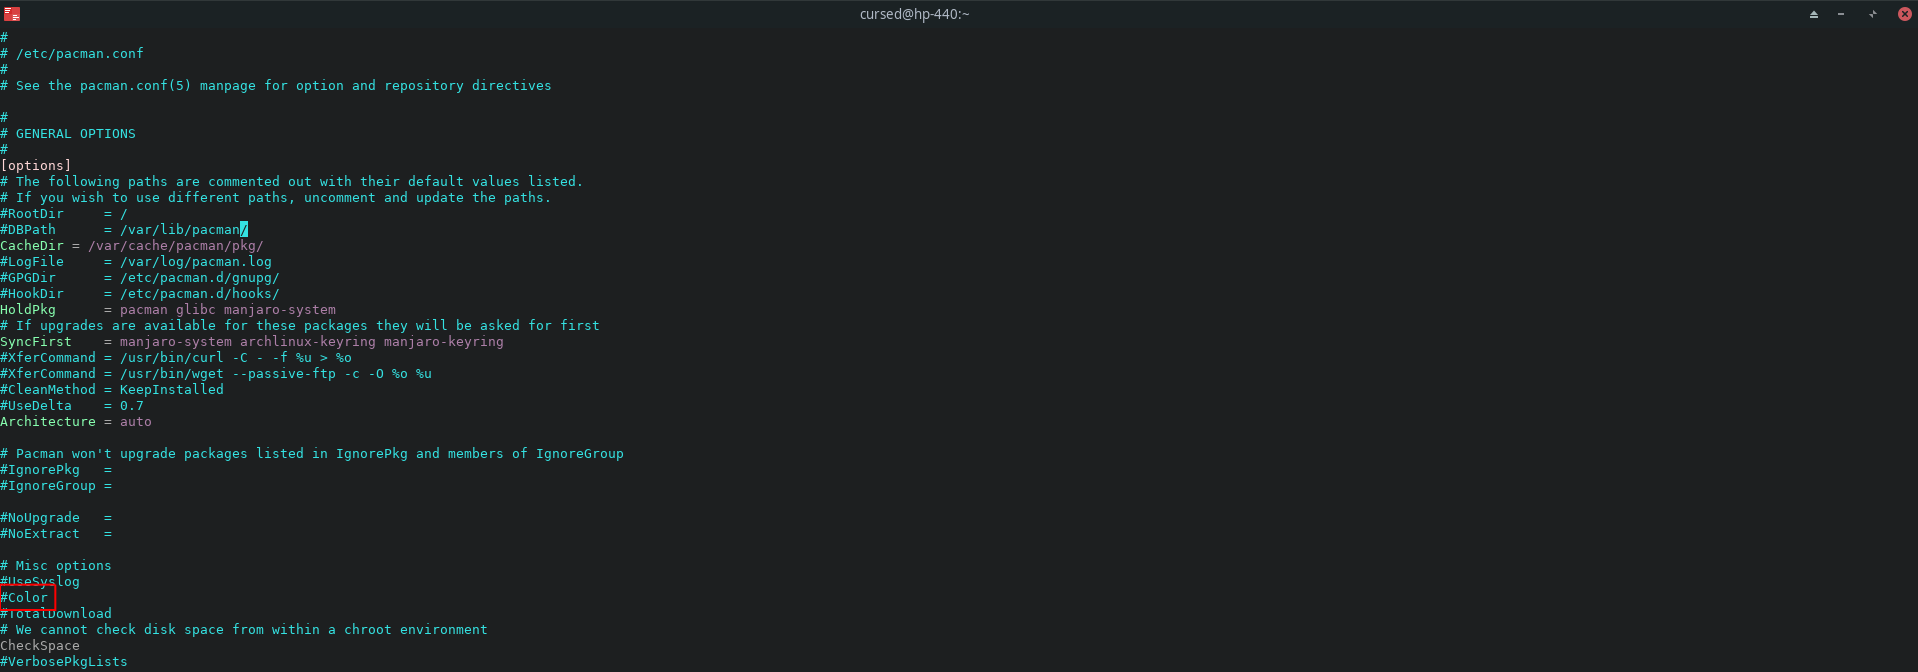 cursed@hp-440:~
#
# /etc/pacman.conf
#
# See the pacman.conf(5) manpage for option and repository directives
#
# GENERAL OPTIONS
#
[options]
# The following paths are commented out with their default values listed.
# If you wish to use different paths, uncomment and update the paths.
#RootDir     = /
#DBPath      = /var/lib/pacman/
CacheDir = /var/cache/pacman/pkg/
#LogFile     = /var/log/pacman.log
#GPGDir      = /etc/pacman.d/gnupg/
#HookDir     = /etc/pacman.d/hooks/
HoldPkg      = pacman glibc manjaro-system
# If upgrades are available for these packages they will be asked for first
SyncFirst    = manjaro-system archlinux-keyring manjaro-keyring
#XferCommand = /usr/bin/curl -C - -f %u > %o
#XferCommand = /usr/bin/wget --passive-ftp -c -O %o %u
#CleanMethod = KeepInstalled
#UseDelta    = 0.7
Architecture = auto
# Pacman won't upgrade packages listed in IgnorePkg and members of IgnoreGroup
#IgnorePkg   =
#IgnoreGroup =
#NoUpgrade   =
#NoExtract   =
# Misc options
#UseSyslog
#Color
#TotalDownload
# We cannot check disk space from within a chroot environment
CheckSpace
#VerbosePkgLists